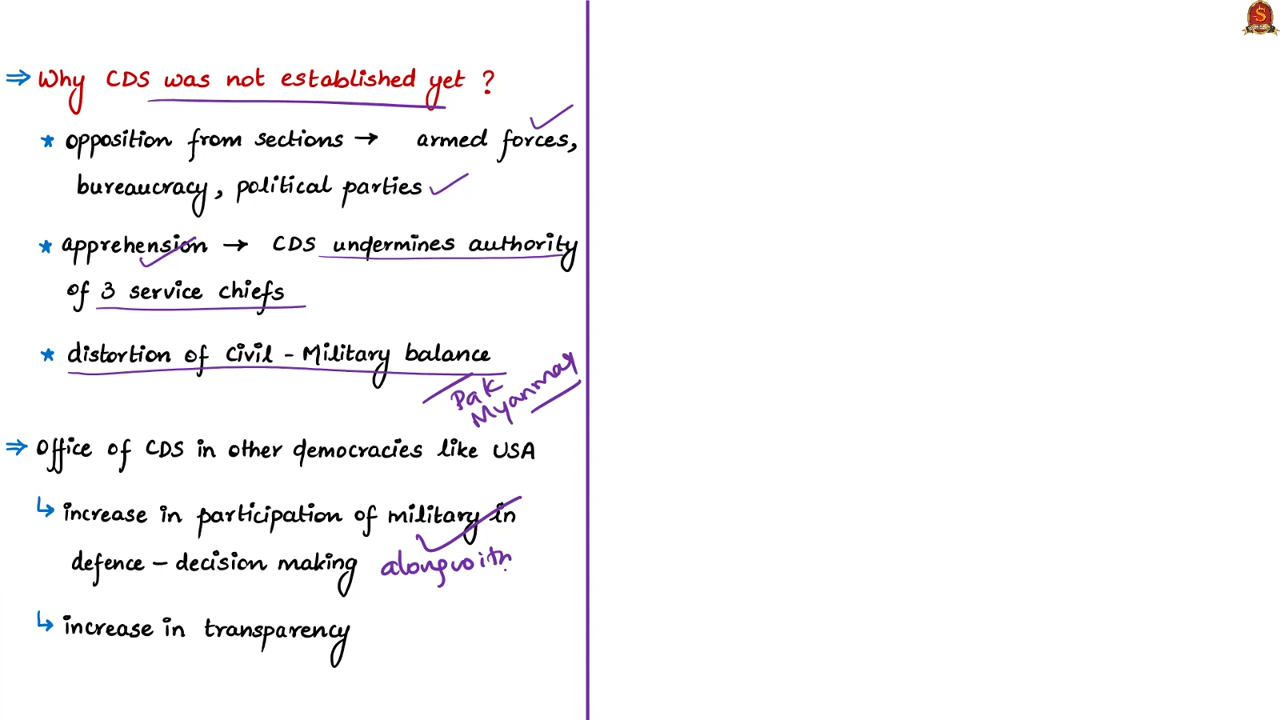 ⇒ Why CDS was not established yet ?
* opposition from sections → armed forces,
bureaucracy, political parties
* apprehension → CDS undermines authority
of 3 service chiefs
* distortion of Civil - Military balance
Pak
Myanmar
⇒ Office of CDS in other democracies like USA
↳ increase in participation of military in
defence - decision making alongwith
↳ increase in transparency